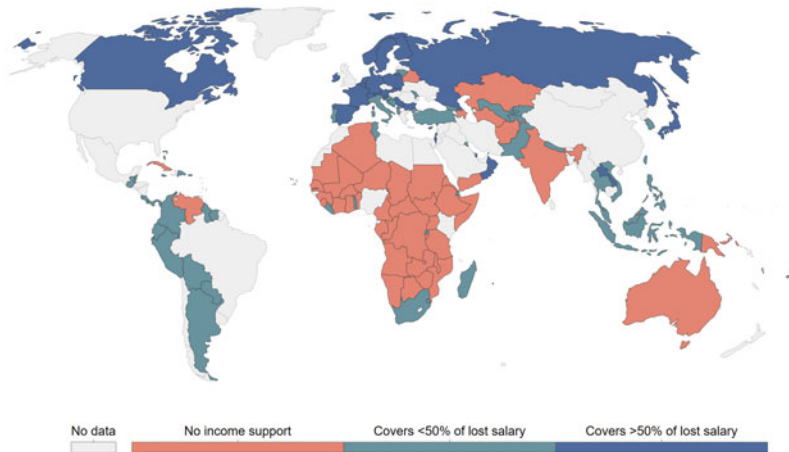 No data
No income support
Covers <50% of lost salary
Covers >50% of lost salary